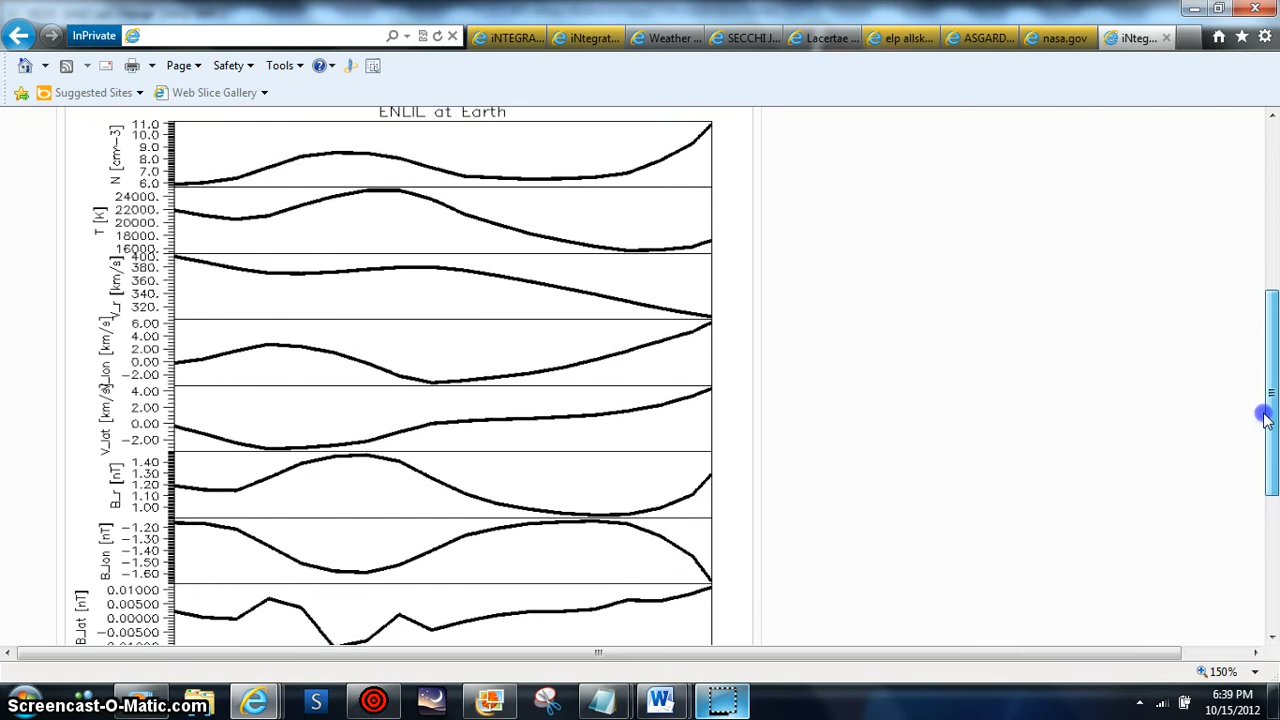 InPrivate
iNTEGRA...
iNtegrat...
Weather ...
SECCHI J...
Lacertae ...
elp allsk...
ASGARD...
nasa.gov
iNteg...
Page
Safety
Tools
Suggested Sites
Web Slice Gallery
ENLIL at Earth
N [cm-3]
11.0
10.0
9.0
8.0
7.0
6.0
T [K]
24000.
22000.
20000.
18000.
16000.
V_r [km/s]
400.
380.
360.
340.
320.
[km/s]
6.00
4.00
2.00
0.00
-2.00
V_lat [km/s]
4.00
2.00
0.00
-2.00
B_r [nT]
1.40
1.30
1.20
1.10
1.00
B_lon [nT]
-1.20
-1.30
-1.40
-1.50
-1.60
B_lat [nT]
0.01000
0.00500
0.00000
-0.00500
150%
S
W
6:39 PM
10/15/2012
Screencast-O-Matic.com